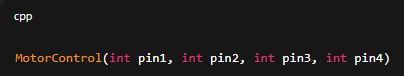 cpp
MotorControl(int pin1, int pin2, int pin3, int pin4)